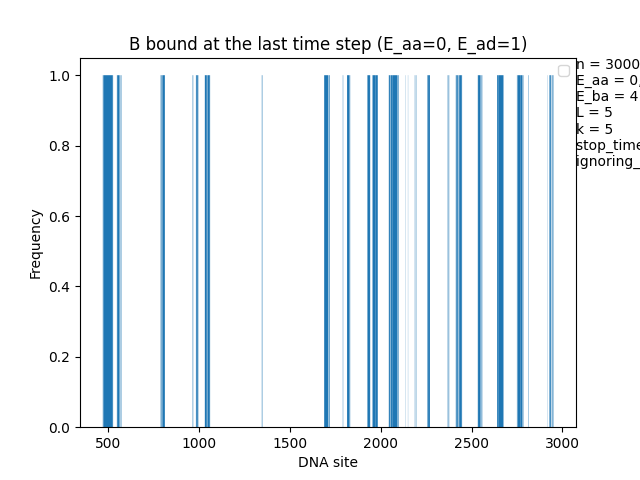 B bound at the last time step (E_aa=0, E_ad=1)
n = 3000
E_aa = 0,
E_ba = 4
L = 5
k = 5
stop_time
ignoring_
Frequency
1.0
0.8
0.6
0.4
0.2
0.0
500 1000 1500 2000 2500 3000
DNA site